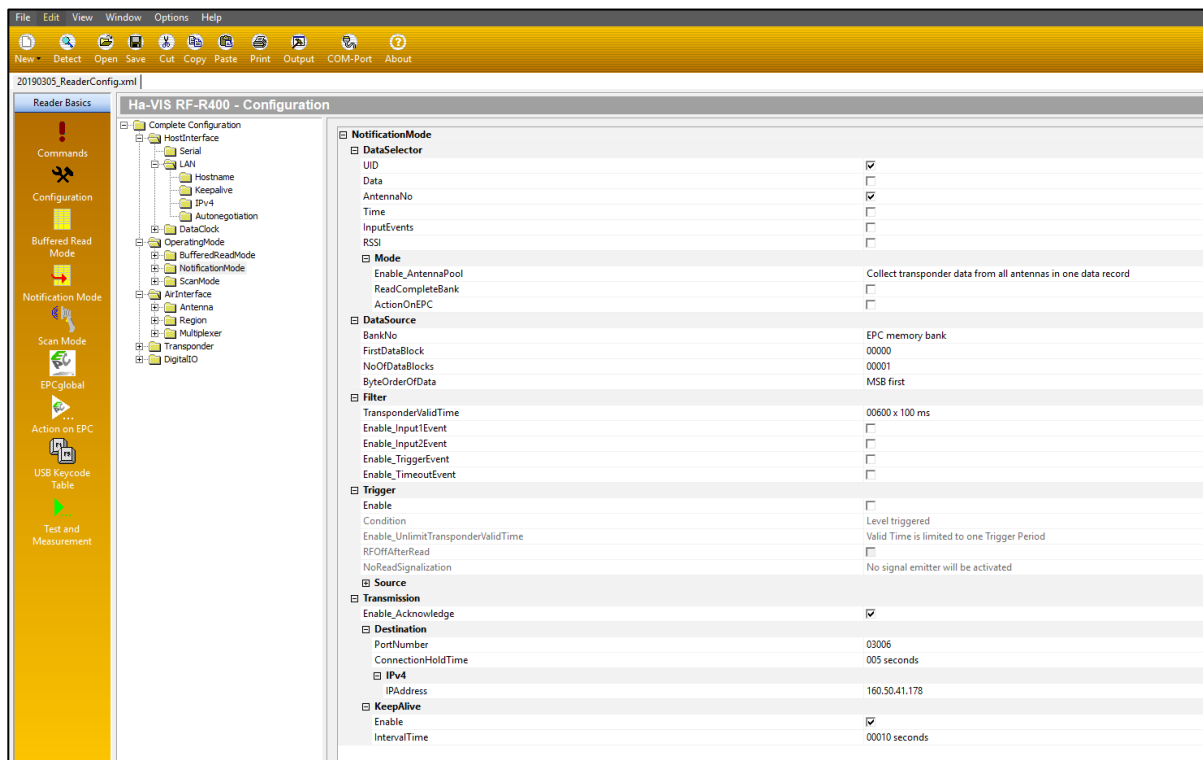 File Edit View Window Options Help
New Detect Open Save Cut Copy Paste Print Output COM-Port About
20190305_ReaderConfig.xml
Reader Basics
Commands
Configuration
Buffered Read
Mode
Notification Mode
Scan Mode
EPCglobal
Action on EPC
USB Keycode
Table
Test and
Measurement
Ha-VIS RF-R400 - Configuration
Complete Configuration
HostInterface
Serial
LAN
Hostname
Keepalive
IPv4
Autonegotiation
DataClock
OperatingMode
BufferedReadMode
NotificationMode
ScanMode
AirInterface
Antenna
Region
Multiplexer
Transponder
DigitalIO
NotificationMode
DataSelector
UID
Data
AntennaNo
Time
InputEvents
RSSI
Mode
Enable_AntennaPool Collect transponder data from all antennas in one data record
ReadCompleteBank
ActionOnEPC
DataSource
BankNo EPC memory bank
FirstDataBlock 00000
NoOfDataBlocks 00001
ByteOrderOfData MSB first
Filter
TransponderValidTime 00600 x 100 ms
Enable_Input1Event
Enable_Input2Event
Enable_TriggerEvent
Enable_TimeoutEvent
Trigger
Enable
Condition Level triggered
Enable_UnlimitTransponderValidTime Valid Time is limited to one Trigger Period
RFOffAfterRead
NoReadSignalization No signal emitter will be activated
Source
Transmission
Enable_Acknowledge
Destination
PortNumber 03006
ConnectionHoldTime 005 seconds
IPv4
IPAddress 160.50.41.178
KeepAlive
Enable
IntervalTime 00010 seconds